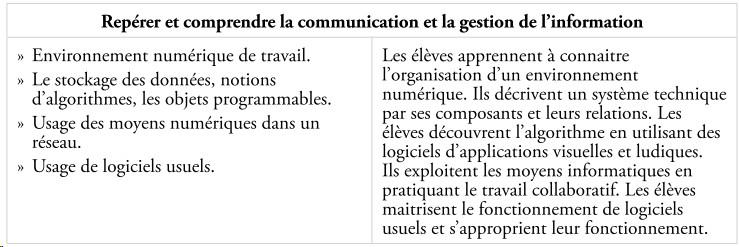 Repérer et comprendre la communication et la gestion de l’information
» Environnement numérique de travail.
» Le stockage des données, notions
d’algorithmes, les objets programmables.
» Usage des moyens numériques dans un
réseau.
» Usage de logiciels usuels.
Les élèves apprennent à connaitre
l’organisation d’un environnement
numérique. Ils décrivent un système technique
par ses composants et leurs relations. Les
élèves découvrent l’algorithme en utilisant des
logiciels d’applications visuelles et ludiques.
Ils exploitent les moyens informatiques en
pratiquant le travail collaboratif. Les élèves
maitrisent le fonctionnement de logiciels
usuels et s’approprient leur fonctionnement.